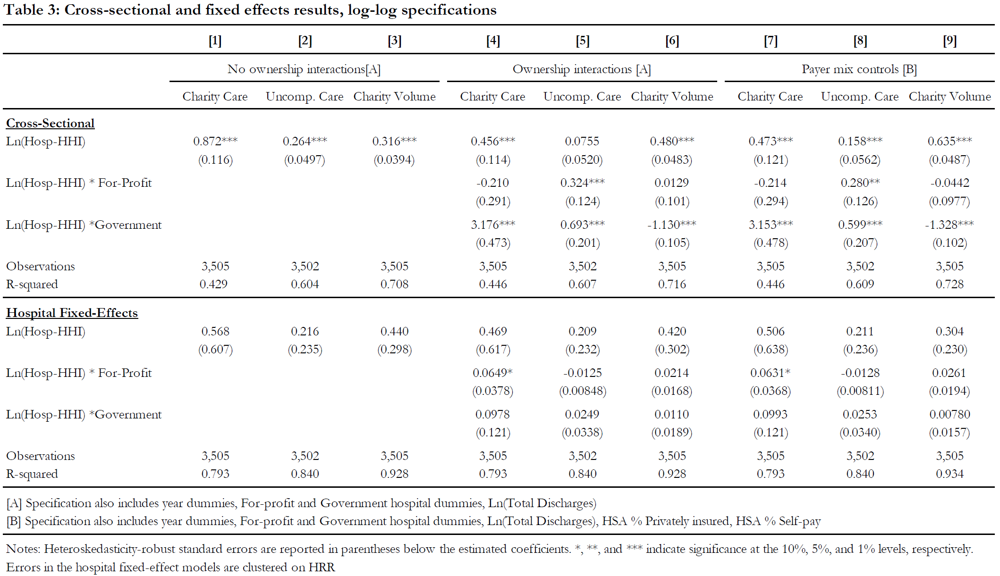 Table 3: Cross-sectional and fixed effects results, log-log specifications
[1] [2] [3] [4] [5] [6] [7] [8] [9]
No ownership interactions[A] Ownership interactions [A] Payer mix controls [B]
Charity Care Uncomp. Care Charity Volume Charity Care Uncomp. Care Charity Volume Charity Care Uncomp. Care Charity Volume
Cross-Sectional
Ln(Hosp-HHI) 0.872*** 0.264*** 0.316*** 0.456*** 0.0755 0.480*** 0.473*** 0.158*** 0.635***
(0.116) (0.0497) (0.0394) (0.114) (0.0520) (0.0483) (0.121) (0.0562) (0.0487)
Ln(Hosp-HHI) * For-Profit -0.210 0.324*** 0.0129 -0.214 0.280** -0.0442
(0.291) (0.124) (0.101) (0.294) (0.126) (0.0977)
Ln(Hosp-HHI) *Government 3.176*** 0.693*** -1.130*** 3.153*** 0.599*** -1.328***
(0.473) (0.201) (0.105) (0.478) (0.207) (0.102)
Observations 3,505 3,502 3,505 3,505 3,502 3,505 3,505 3,502 3,505
R-squared 0.429 0.604 0.708 0.446 0.607 0.716 0.446 0.609 0.728
Hospital Fixed-Effects
Ln(Hosp-HHI) 0.568 0.216 0.440 0.469 0.209 0.420 0.506 0.211 0.304
(0.607) (0.235) (0.298) (0.617) (0.232) (0.302) (0.638) (0.236) (0.230)
Ln(Hosp-HHI) * For-Profit 0.0649* -0.0125 0.0214 0.0631* -0.0128 0.0261
(0.0378) (0.00848) (0.0168) (0.0368) (0.00811) (0.0194)
Ln(Hosp-HHI) *Government 0.0978 0.0249 0.0110 0.0993 0.0253 0.00780
(0.121) (0.0338) (0.0189) (0.121) (0.0340) (0.0157)
Observations 3,505 3,502 3,505 3,505 3,502 3,505 3,505 3,502 3,505
R-squared 0.793 0.840 0.928 0.793 0.840 0.928 0.793 0.840 0.934
[A] Specification also includes year dummies, For-profit and Government hospital dummies, Ln(Total Discharges)
[B] Specification also includes year dummies, For-profit and Government hospital dummies, Ln(Total Discharges), HSA % Privately insured, HSA % Self-pay
Notes: Heteroskedasticity-robust standard errors are reported in parentheses below the estimated coefficients. *, **, and *** indicate significance at the 10%, 5%, and 1% levels, respectively.
Errors in the hospital fixed-effect models are clustered on HRR